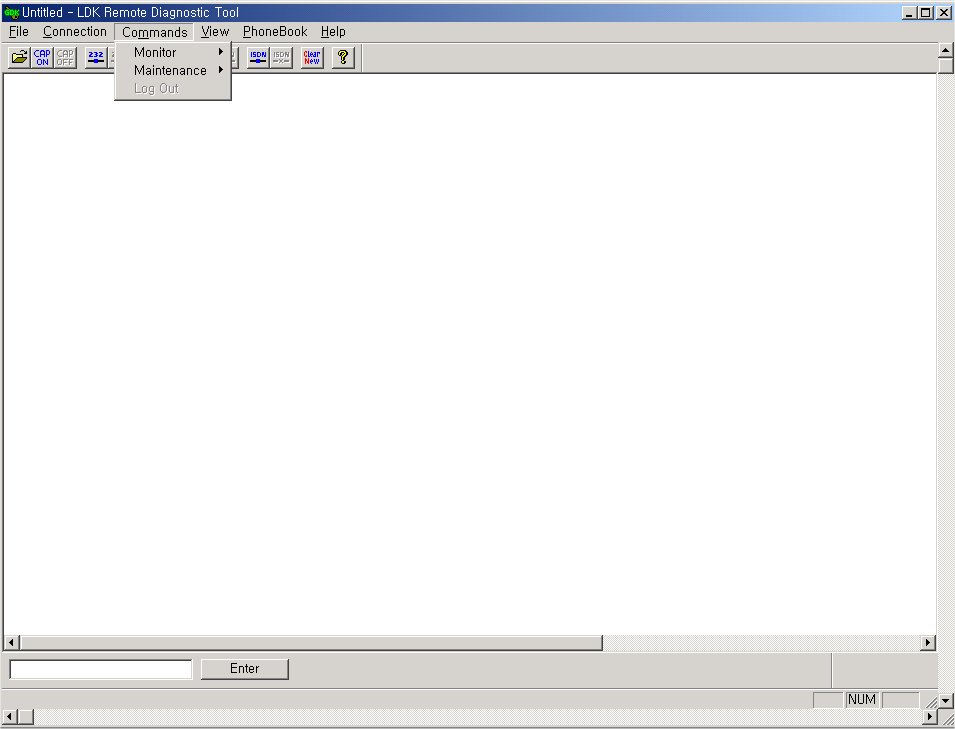 Untitled - LDK Remote Diagnostic Tool
File Connection Commands View PhoneBook Help
CAP ON CAP OFF 232 ISDN ISDN -×- Clear New ?
Monitor
Maintenance
Log Out
Enter
NUM